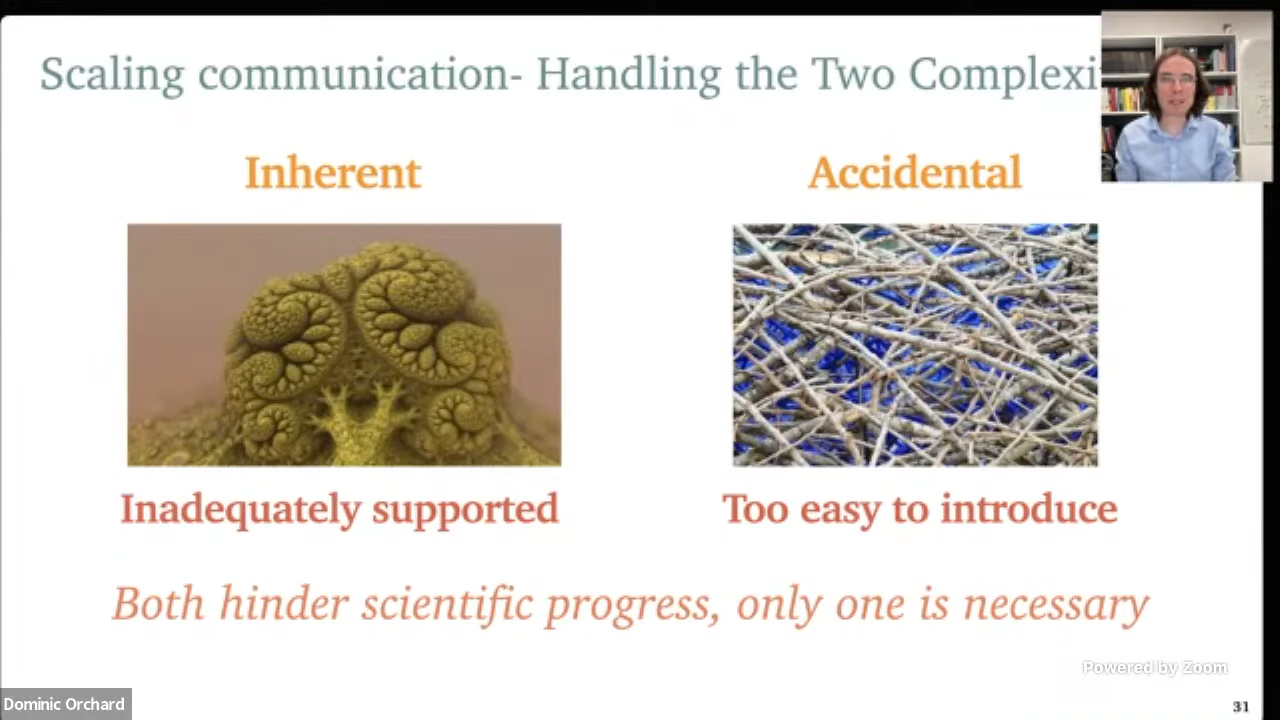 Scaling communication- Handling the Two Complexi
Inherent
Accidental
Inadequately supported
Too easy to introduce
Both hinder scientific progress, only one is necessary
Powered by Zoom
Dominic Orchard
31